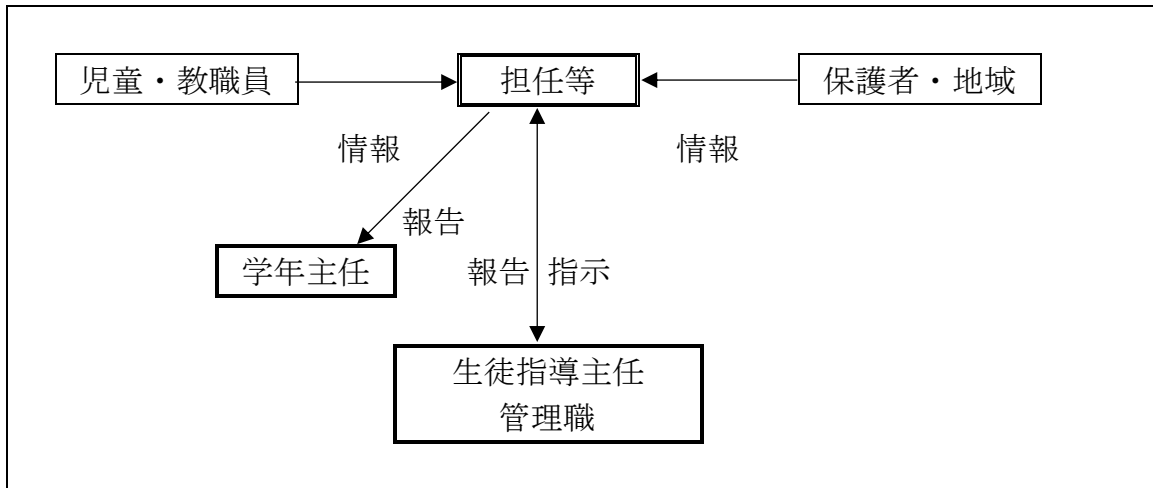 児童・教職員
担任等
保護者・地域
情報
情報
報告
学年主任
報告
指示
生徒指導主任
管理職